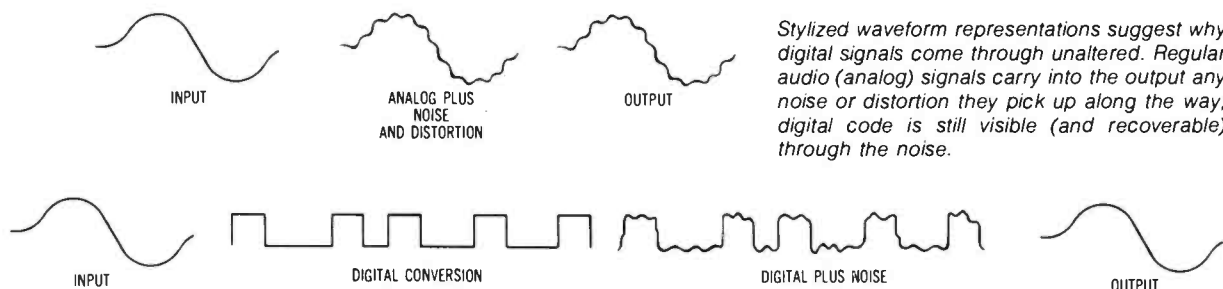 Stylized waveform representations suggest why
digital signals come through unaltered. Regular
audio (analog) signals carry into the output any
noise or distortion they pick up along the way;
digital code is still visible (and recoverable)
through the noise.
INPUT
ANALOG PLUS
NOISE
AND DISTORTION
OUTPUT
INPUT
DIGITAL CONVERSION
DIGITAL PLUS NOISE
OUTPUT